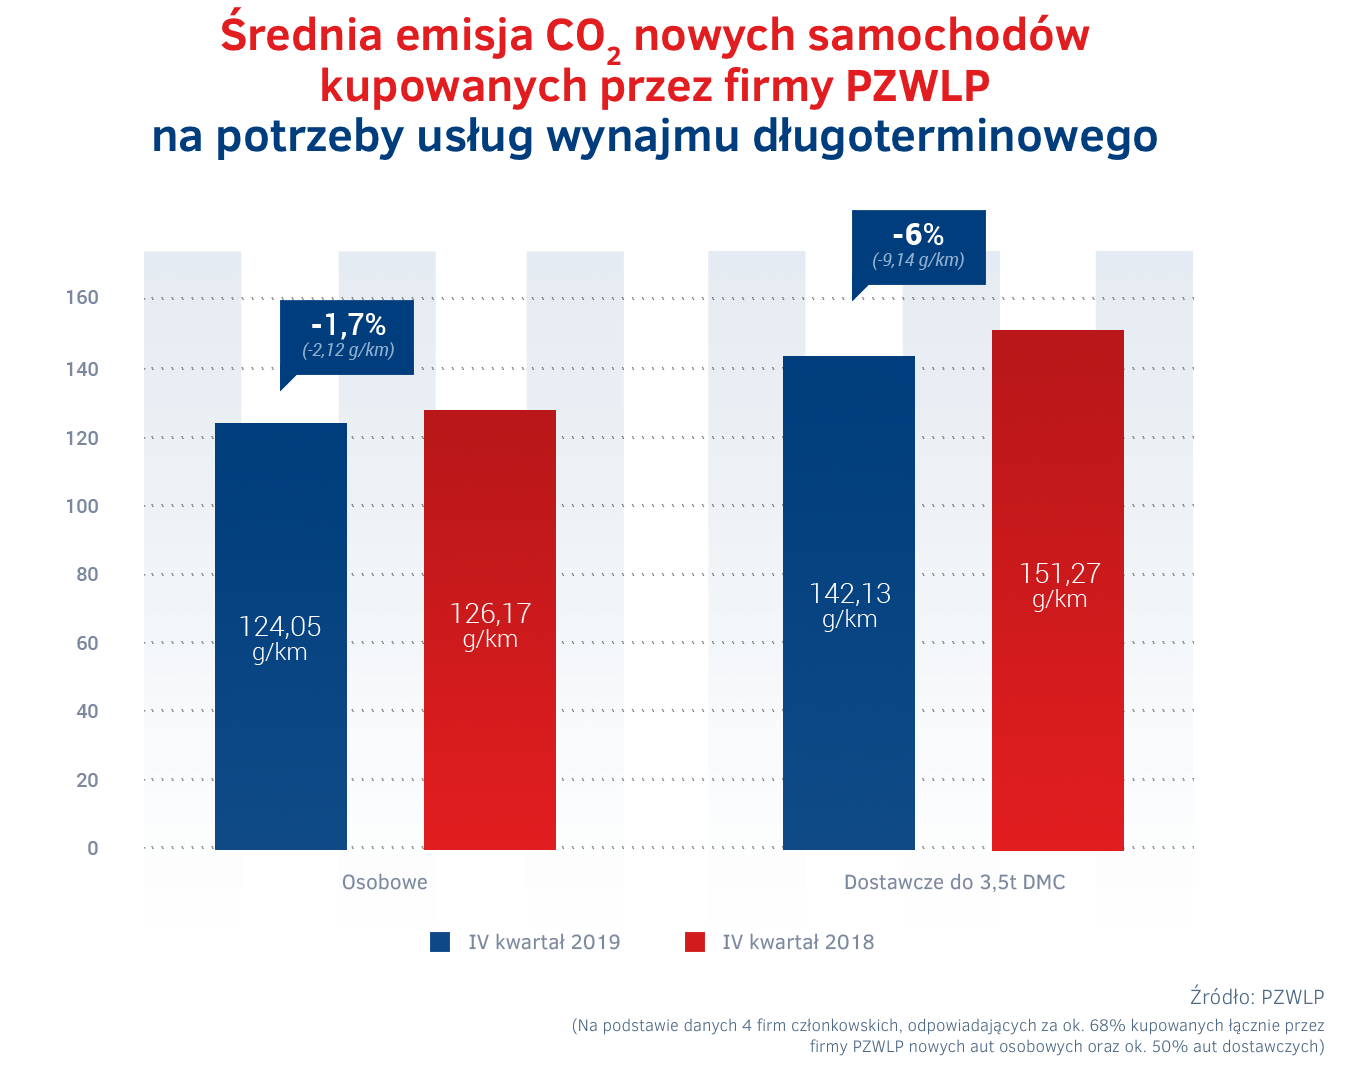 Średnia emisja CO₂ nowych samochodów
kupowanych przez firmy PZWLP
na potrzeby usług wynajmu długoterminowego
-6%
(-9,14 g/km)
160
-1,7%
(-2,12 g/km)
140
120
100
80
60
40
20
0
124,05
g/km
126,17
g/km
142,13
g/km
151,27
g/km
Osobowe
Dostawcze do 3,5t DMC
IV kwartał 2019
IV kwartał 2018
Źródło: PZWLP
(Na podstawie danych 4 firm członkowskich, odpowiadających za ok. 68% kupowanych łącznie przez
firmy PZWLP nowych aut osobowych oraz ok. 50% aut dostawczych)